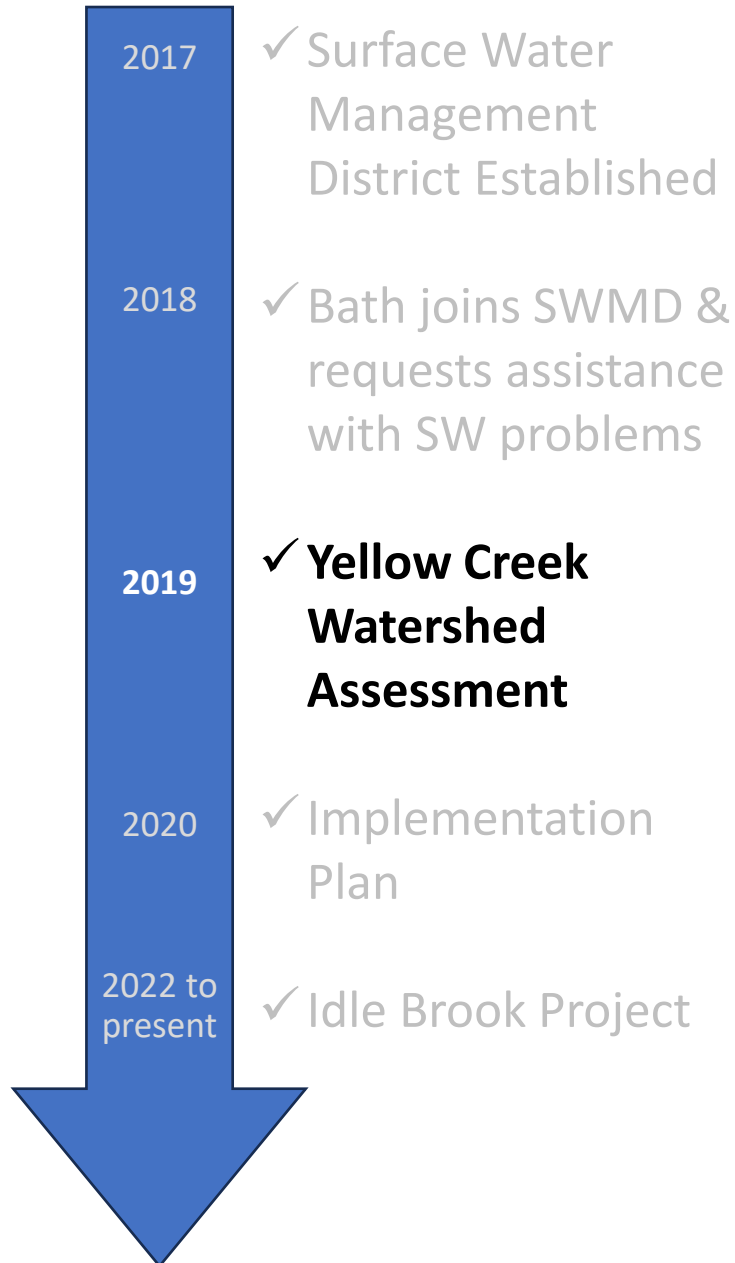 2017
✓ Surface Water
Management
District Established
2018
✓ Bath joins SWMD &
requests assistance
with SW problems
2019
✓ Yellow Creek
Watershed
Assessment
2020
✓ Implementation
Plan
2022 to
present
✓ Idle Brook Project